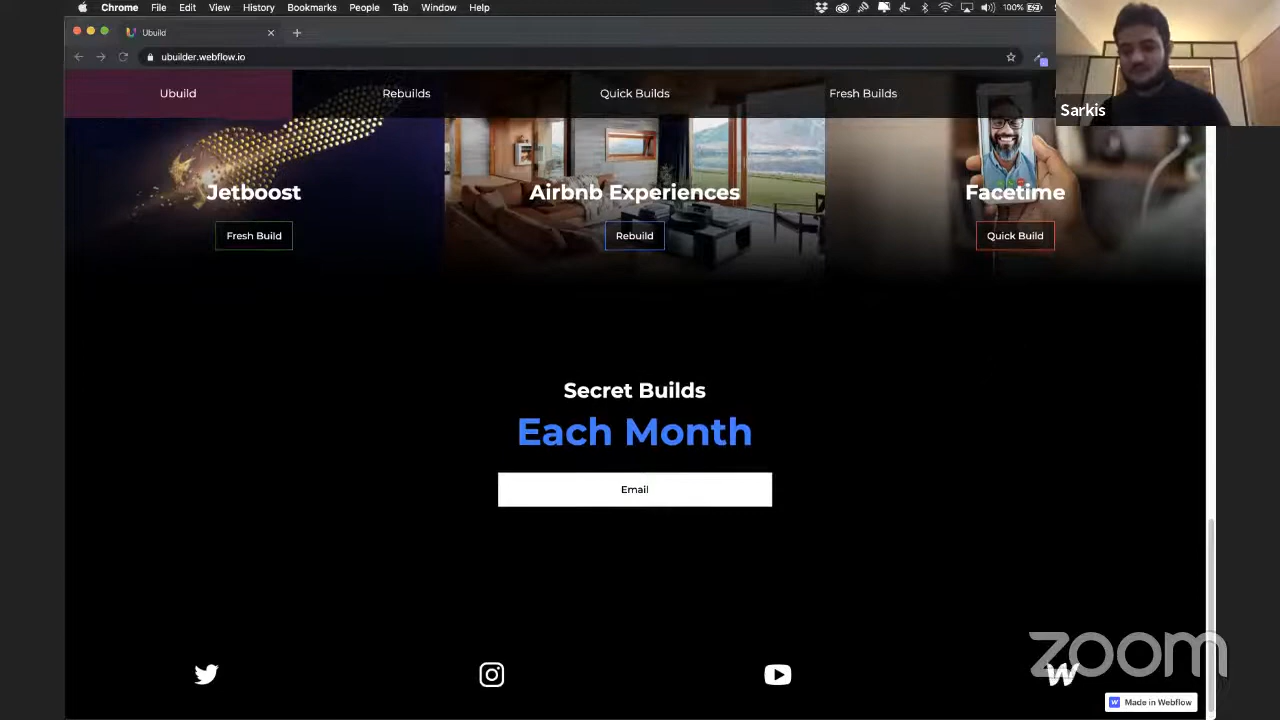 Chrome File Edit View History Bookmarks People Tab Window Help 100%
Ubuild
ubuilder.webflow.io
Ubuild Rebuilds Quick Builds Fresh Builds
Sarkis
Jetboost Airbnb Experiences Facetime
Fresh Build Rebuild Quick Build
Secret Builds
Each Month
Email
zoom
W
W Made in Webflow